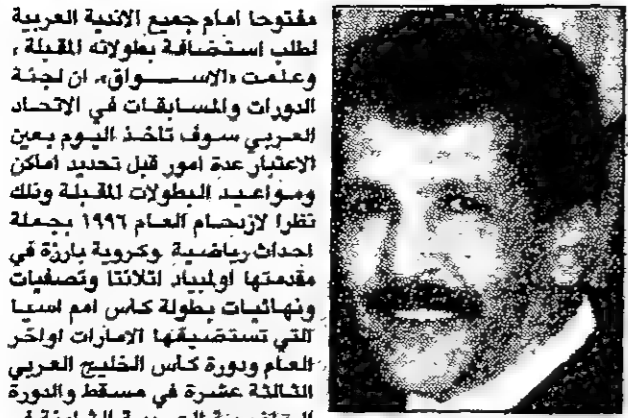 مفتوحا امام جميع الاندية العربية
لطلب استضافة بطولاته المقبلة ،
وعلمت «الاســـواق»، ان لجنة
الدورات والمسابقات في الاتحاد
العربي سوف تاخذ اليوم بعين
الاعتبار عدة امور قبل تحديد اماكن
ومواعيد البطولات المقبلة وذلك
نظرا لازدحام العام ١٩٩٦ بجملة
احداث رياضية وكروية بارزة في
مقدمتها اولمبياد اتلانتا وتصفيات
ونهائيات بطولة كاس امم اسيا
التي تستضيفها الامارات اواخر
العام ودورة كاس الخليج العربي
الثالثة عشرة في مسقط والدورة